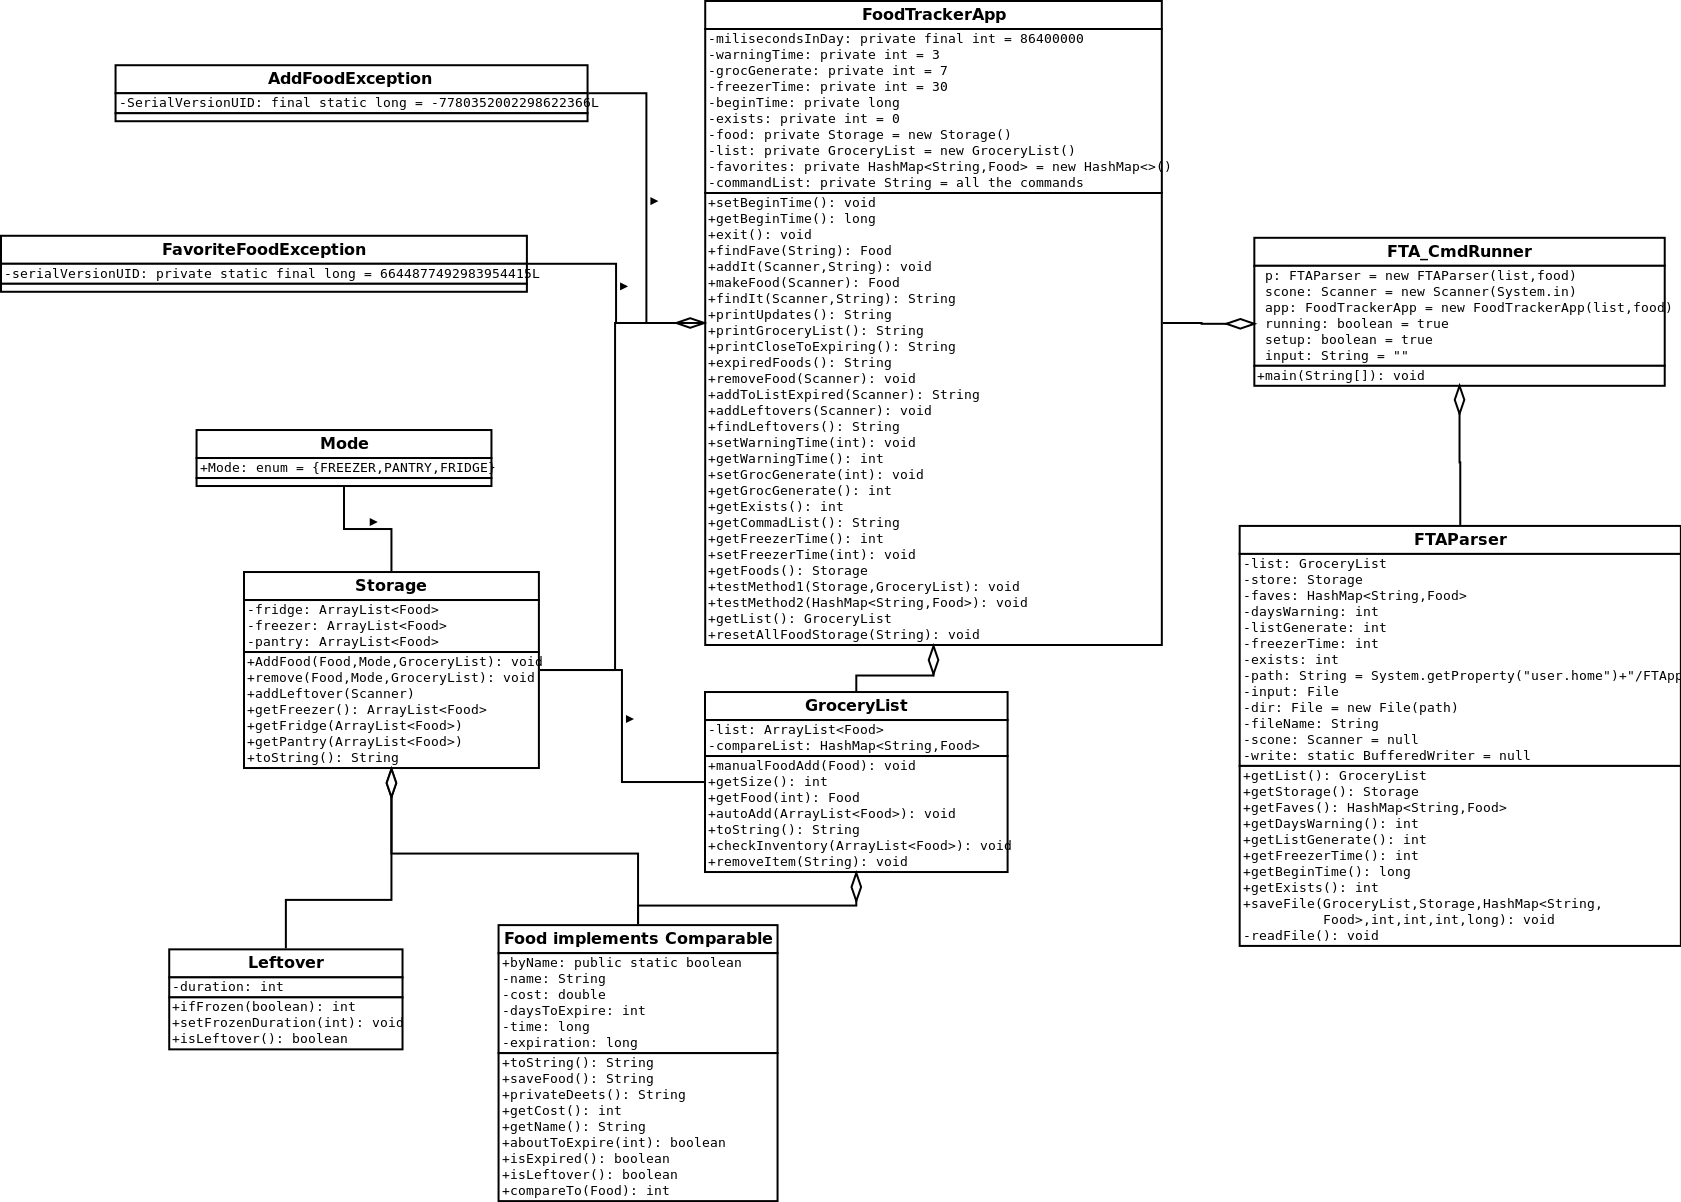 FoodTrackerApp
-milisecondsInDay: private final int = 86400000
-warningTime: private int = 3
-grocGenerate: private int = 7
-freezerTime: private int = 30
-beginTime: private long
-exists: private int = 0
-food: private Storage = new Storage()
-list: private GroceryList = new GroceryList()
-favorites: private HashMap<String,Food> = new HashMap<>()
-commandList: private String = all the commands
+setBeginTime(): void
+getBeginTime(): long
+exit(): void
+findFave(String): Food
+addIt(Scanner,String): void
+makeFood(Scanner): Food
+findIt(Scanner,String): String
+printUpdates(): String
+printGroceryList(): String
+printCloseToExpiring(): String
+expiredFoods(): String
+removeFood(Scanner): void
+addToListExpired(Scanner): String
+addLeftovers(Scanner): void
+findLeftovers(): String
+setWarningTime(int): void
+getWarningTime(): int
+setGrocGenerate(int): void
+getGrocGenerate(): int
+getExists(): int
+getCommadList(): String
+getFreezerTime(): int
+setFreezerTime(int): void
+getFoods(): Storage
+testMethod1(Storage,GroceryList): void
+testMethod2(HashMap<String,Food>): void
+getList(): GroceryList
+resetAllFoodStorage(String): void
AddFoodException
-SerialVersionUID: final static long = -7780352002298622366L
FavoriteFoodException
-serialVersionUID: private static final long = 6644877492983954415L
FTA_CmdRunner
p: FTAParser = new FTAParser(list,food)
scone: Scanner = new Scanner(System.in)
app: FoodTrackerApp = new FoodTrackerApp(list,food)
running: boolean = true
setup: boolean = true
input: String = ""
+main(String[]): void
Mode
+Mode: enum = {FREEZER,PANTRY,FRIDGE}
Storage
-fridge: ArrayList<Food>
-freezer: ArrayList<Food>
-pantry: ArrayList<Food>
+AddFood(Food,Mode,GroceryList): void
+remove(Food,Mode,GroceryList): void
+addLeftover(Scanner)
+getFreezer(): ArrayList<Food>
+getFridge(ArrayList<Food>)
+getPantry(ArrayList<Food>)
+toString(): String
FTAParser
-list: GroceryList
-store: Storage
-faves: HashMap<String,Food>
-daysWarning: int
-listGenerate: int
-freezerTime: int
-exists: int
-path: String = System.getProperty("user.home")+"/FTApp
-input: File
-dir: File = new File(path)
-fileName: String
-scone: Scanner = null
-write: static BufferedWriter = null
+getList(): GroceryList
+getStorage(): Storage
+getFaves(): HashMap<String,Food>
+getDaysWarning(): int
+getListGenerate(): int
+getFreezerTime(): int
+getBeginTime(): long
+getExists(): int
+saveFile(GroceryList,Storage,HashMap<String,
Food>,int,int,int,long): void
-readFile(): void
GroceryList
-list: ArrayList<Food>
-compareList: HashMap<String,Food>
+manualFoodAdd(Food): void
+getSize(): int
+getFood(int): Food
+autoAdd(ArrayList<Food>): void
+toString(): String
+checkInventory(ArrayList<Food>): void
+removeItem(String): void
Leftover
-duration: int
+ifFrozen(boolean): int
+setFrozenDuration(int): void
+isLeftover(): boolean
Food implements Comparable
+byName: public static boolean
-name: String
-cost: double
-daysToExpire: int
-time: long
-expiration: long
+toString(): String
+saveFood(): String
+privateDeets(): String
+getCost(): int
+getName(): String
+aboutToExpire(int): boolean
+isExpired(): boolean
+isLeftover(): boolean
+compareTo(Food): int